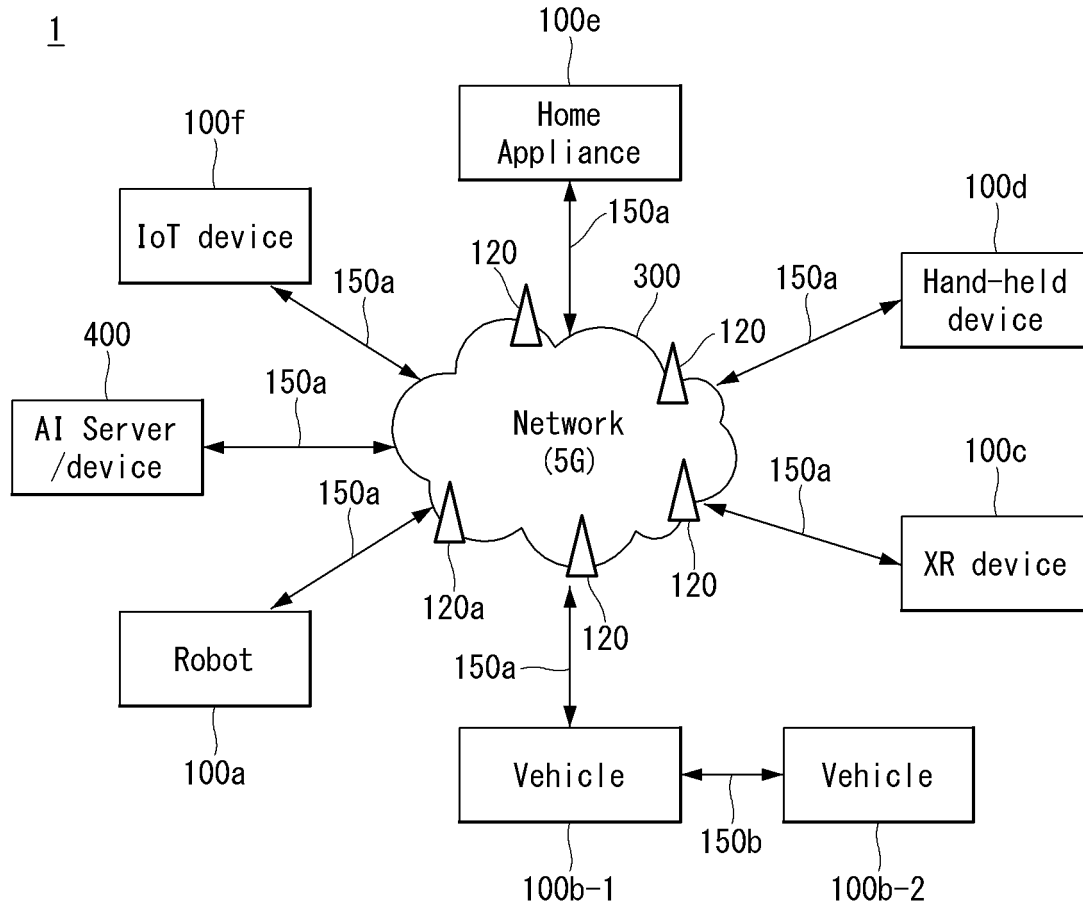 1
100e
Home
Appliance
100f
IoT device
150a
100d
Hand-held
device
120
150a
300
150a
120
400
AI Server
/device
150a
Network
(5G)
100c
XR device
150a
150a
120a
120
120
Robot
100a
150a
Vehicle
Vehicle
150b
100b-1
100b-2